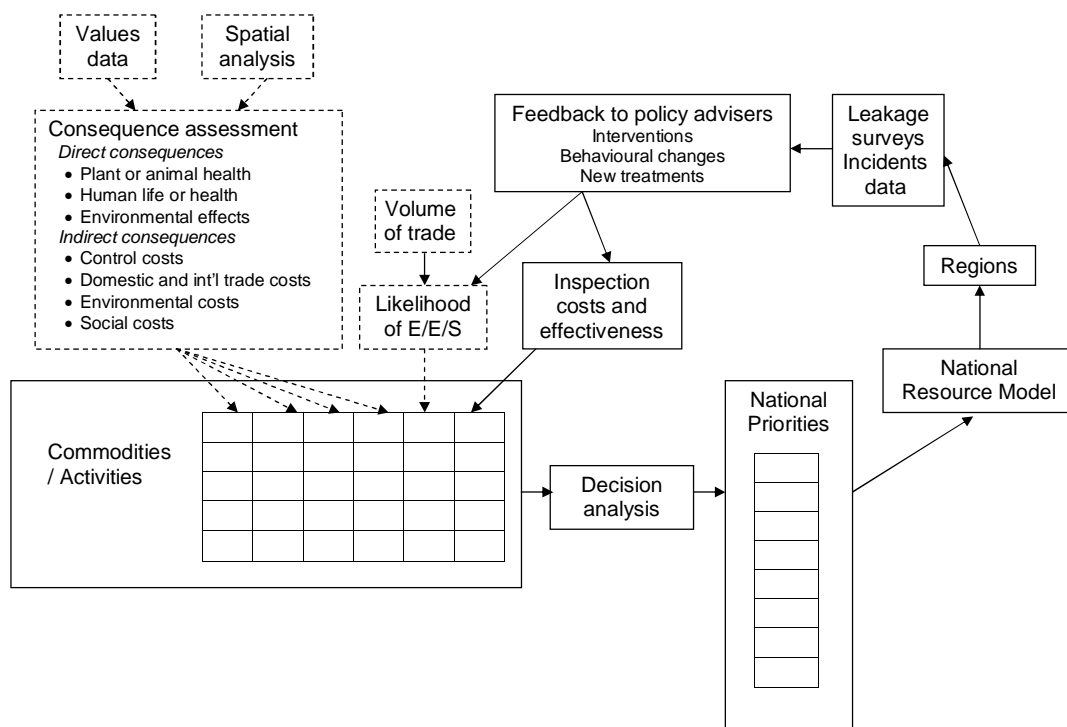 Values
data
Spatial
analysis
Consequence assessment
Direct consequences
• Plant or animal health
• Human life or health
• Environmental effects
Indirect consequences
• Control costs
• Domestic and int'l trade costs
• Environmental costs
• Social costs
Feedback to policy advisers
Interventions
Behavioural changes
New treatments
Leakage
surveys
Incidents
data
Volume
of trade
Likelihood
of E/E/S
Inspection
costs and
effectiveness
Regions
National
Resource Model
Commodities
/ Activities
Decision
analysis
National
Priorities